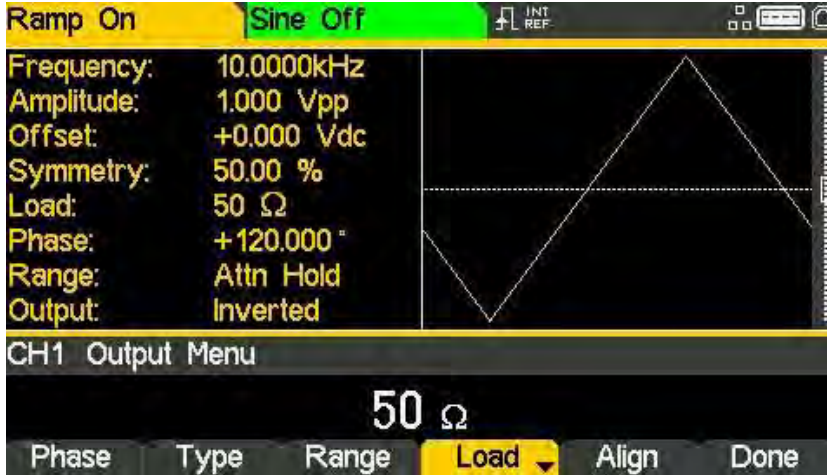 Ramp On Sine Off INT REF
Frequency: 10.0000kHz
Amplitude: 1.000 Vpp
Offset: +0.000 Vdc
Symmetry: 50.00 %
Load: 50 Ω
Phase: +120.000 °
Range: Attn Hold
Output: Inverted
CH1 Output Menu
50 Ω
Phase Type Range Load Align Done